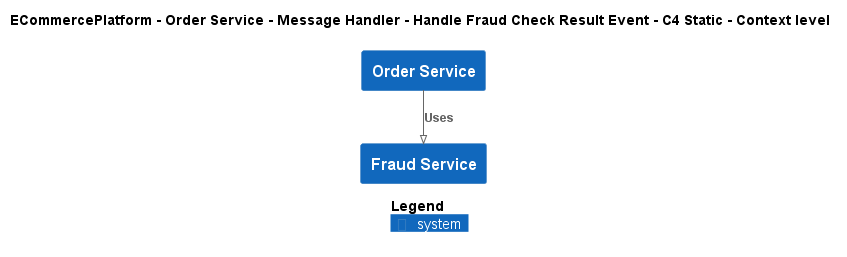 ECommercePlatform - Order Service - Message Handler - Handle Fraud Check Result Event - C4 Static - Context level
Order Service
Uses
Fraud Service
Legend
system